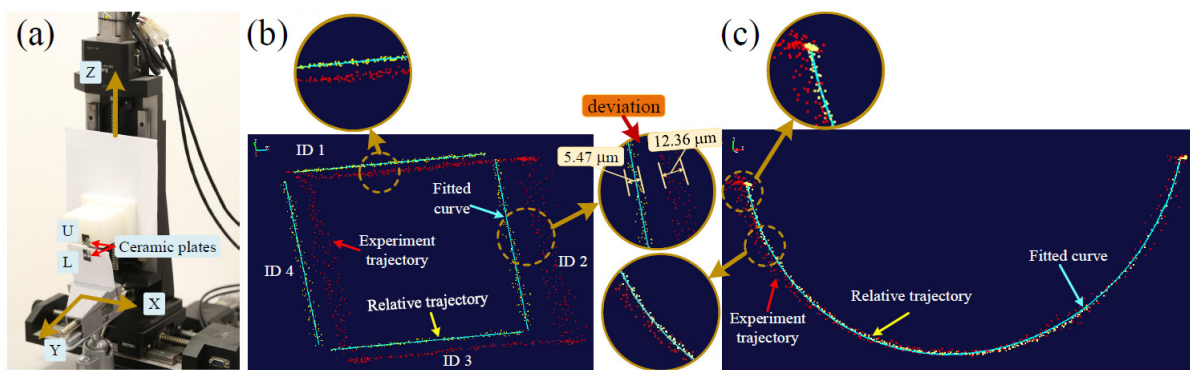 (a)
Z
U
L
Ceramic plates
X
Y
(b)
ID 1
ID 4
Experiment
trajectory
Relative trajectory
ID 3
Fitted
curve
ID 2
deviation
5.47 μm
12.36 μm
(c)
Experiment
trajectory
Relative trajectory
Fitted curve